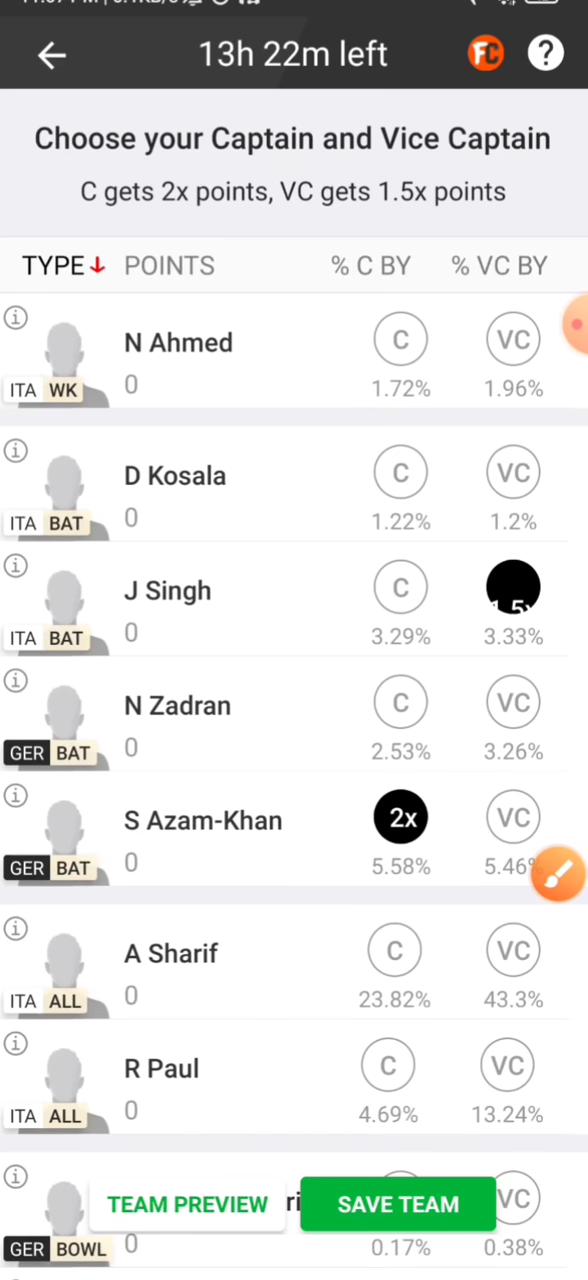 13h 22m left
FC
?
Choose your Captain and Vice Captain
C gets 2x points, VC gets 1.5x points
TYPE POINTS % C BY % VC BY
N Ahmed C VC
ITA WK 0 1.72% 1.96%
D Kosala C VC
ITA BAT 0 1.22% 1.2%
J Singh C 1.5x
ITA BAT 0 3.29% 3.33%
N Zadran C VC
GER BAT 0 2.53% 3.26%
S Azam-Khan 2x VC
GER BAT 0 5.58% 5.46%
A Sharif C VC
ITA ALL 0 23.82% 43.3%
R Paul C VC
ITA ALL 0 4.69% 13.24%
TEAM PREVIEW SAVE TEAM VC
GER BOWL 0 0.17% 0.38%